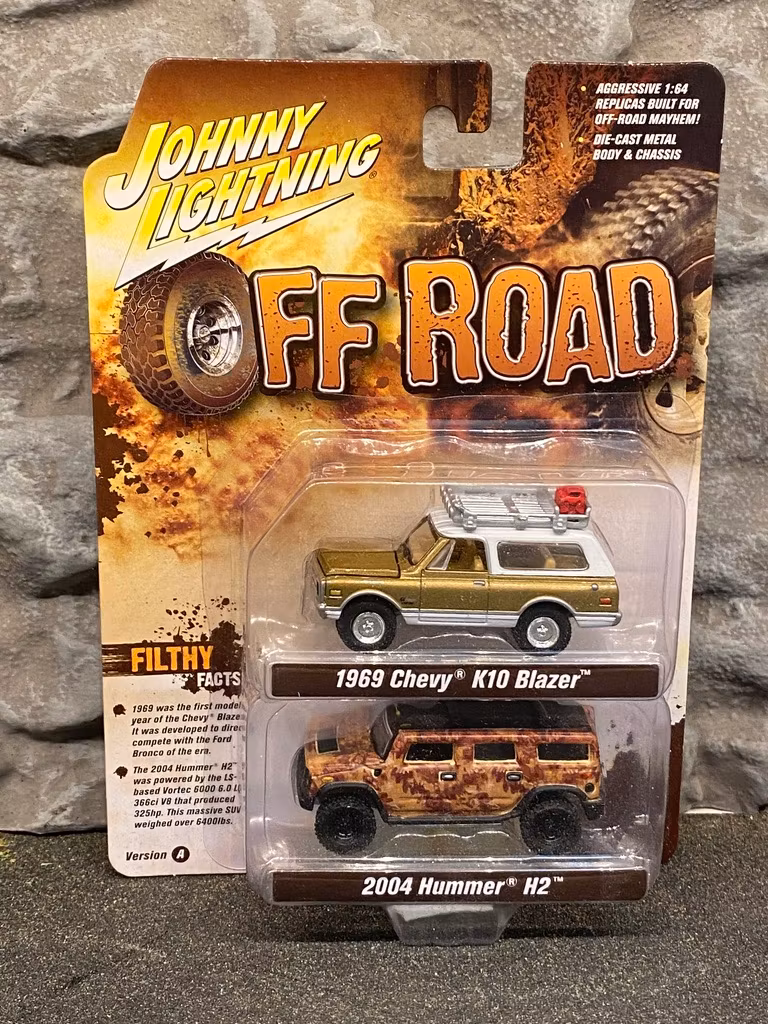 JOHNNY
LIGHTNING®
AGGRESSIVE 1:64
REPLICAS BUILT FOR
OFF-ROAD MAYHEM!
DIE-CAST METAL
BODY & CHASSIS
OFF ROAD
1969 Chevy® K10 Blazer™
FILTHY
FACTS
1969 was the first model
year of the Chevy® Blaze
It was developed to direc
compete with the Ford
Bronco of the era.
The 2004 Hummer® H2™
was powered by the LS-
based Vortec 6000 6.0 L
366ci V8 that produced
325hp. This massive SUV
weighed over 6400lbs.
Version A
2004 Hummer® H2™